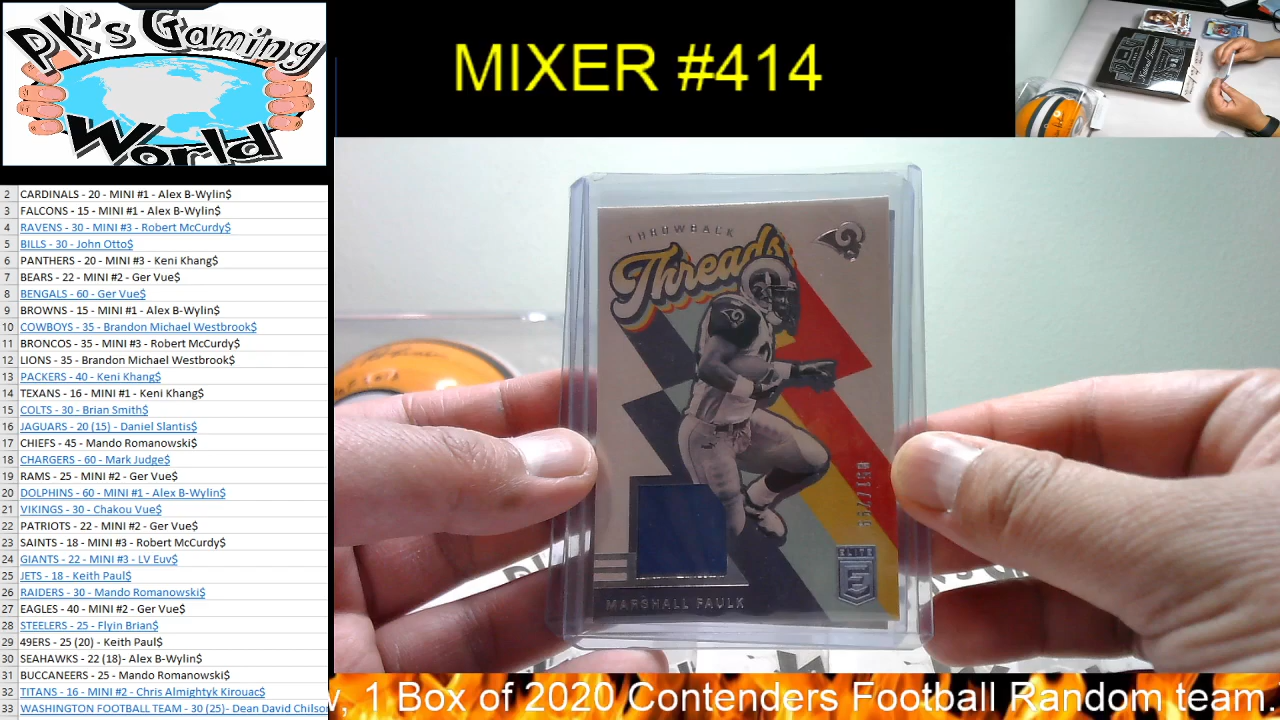 PK's Gaming
World
MIXER #414
2 CARDINALS - 20 - MINI #1 - Alex B-Wylin$
3 FALCONS - 15 - MINI #1 - Alex B-Wylin$
4 RAVENS - 30 - MINI #3 - Robert McCurdy$
5 BILLS - 30 - John Otto$
6 PANTHERS - 20 - MINI #3 - Keni Khang$
7 BEARS - 22 - MINI #2 - Ger Vue$
8 BENGALS - 60 - Ger Vue$
9 BROWNS - 15 - MINI #1 - Alex B-Wylin$
10 COWBOYS - 35 - Brandon Michael Westbrook$
11 BRONCOS - 35 - MINI #3 - Robert McCurdy$
12 LIONS - 35 - Brandon Michael Westbrook$
13 PACKERS - 40 - Keni Khang$
14 TEXANS - 16 - MINI #1 - Keni Khang$
15 COLTS - 30 - Brian Smith$
16 JAGUARS - 20 (15) - Daniel Slantis$
17 CHIEFS - 45 - Mando Romanowski$
18 CHARGERS - 60 - Mark Judge$
19 RAMS - 25 - MINI #2 - Ger Vue$
20 DOLPHINS - 60 - MINI #1 - Alex B-Wylin$
21 VIKINGS - 30 - Chakou Vue$
22 PATRIOTS - 22 - MINI #2 - Ger Vue$
23 SAINTS - 18 - MINI #3 - Robert McCurdy$
24 GIANTS - 22 - MINI #3 - LV Euv$
25 JETS - 18 - Keith Paul$
26 RAIDERS - 30 - Mando Romanowski$
27 EAGLES - 40 - MINI #2 - Ger Vue$
28 STEELERS - 25 - Flyin Brian$
29 49ERS - 25 (20) - Keith Paul$
30 SEAHAWKS - 22 (18)- Alex B-Wylin$
31 BUCCANEERS - 25 - Mando Romanowski$
32 TITANS - 16 - MINI #2 - Chris Almightyk Kirouac$
33 WASHINGTON FOOTBALL TEAM - 30 (25)- Dean David Chilso
THROWBACK
Threads
ELITE
MARSHALL FAULK
, 1 Box of 2020 Contenders Football Random team.